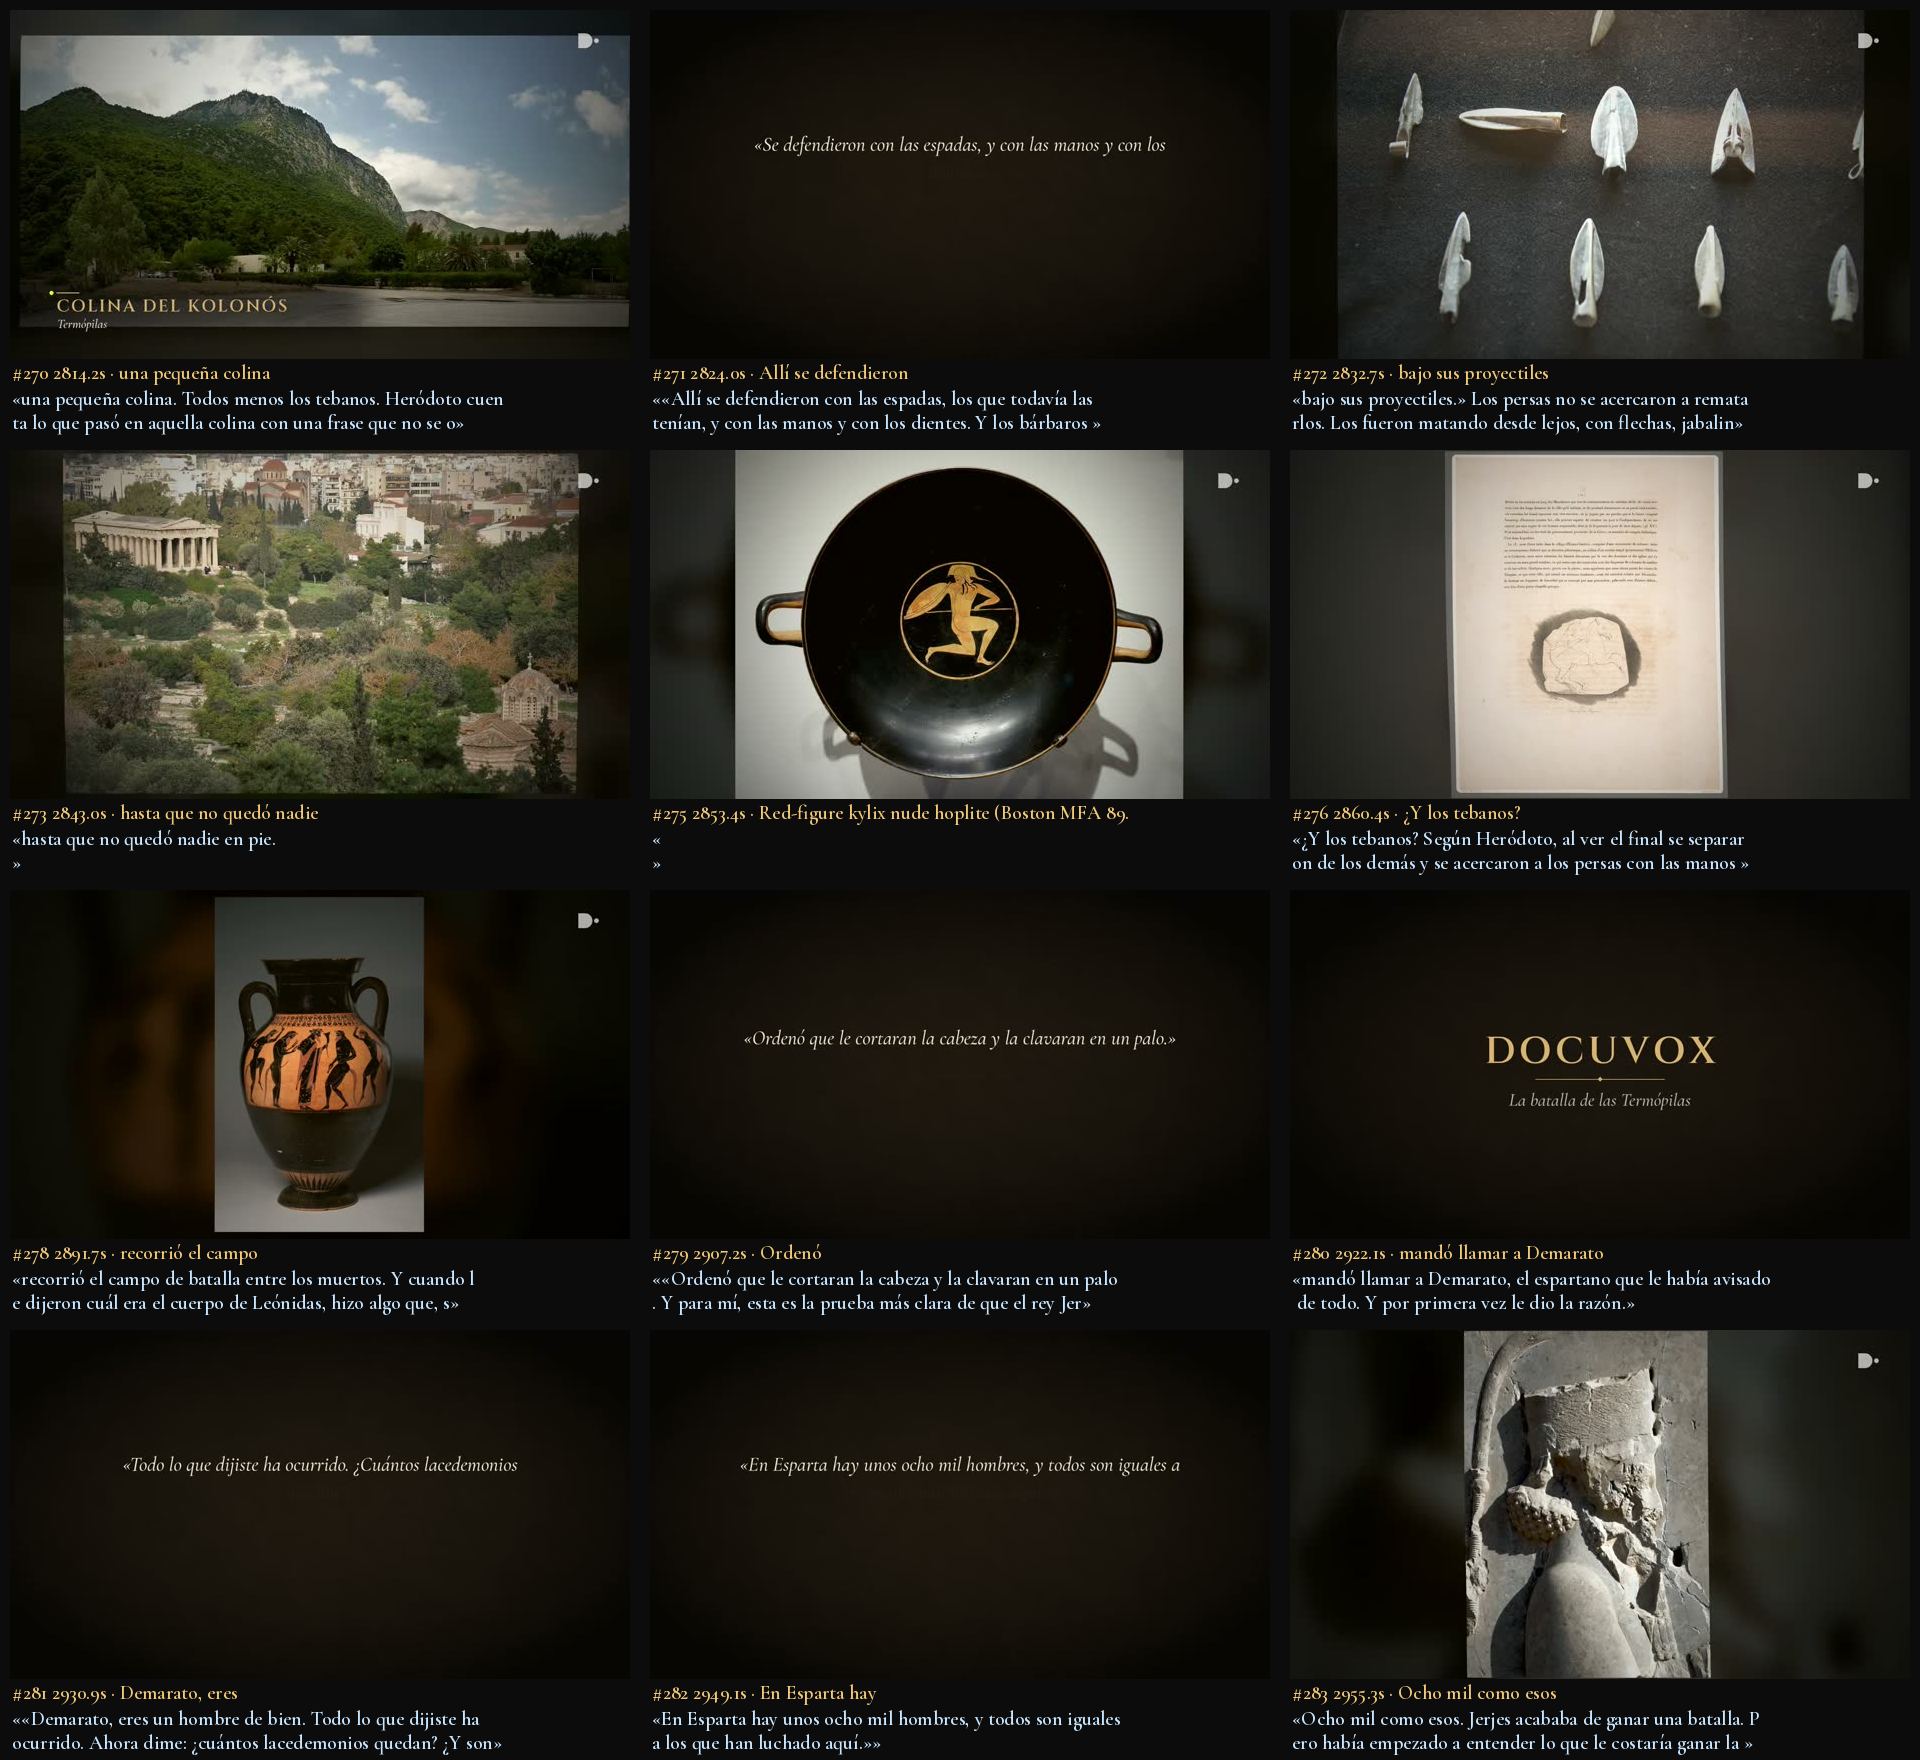 COLINA DEL KOLONÓS
Termópilas
#270 2814.2s · una pequeña colina
«una pequeña colina. Todos menos los tebanos. Heródoto cuen
ta lo que pasó en aquella colina con una frase que no se o»
«Se defendieron con las espadas, y con las manos y con los
#271 2824.0s · Allí se defendieron
««Allí se defendieron con las espadas, los que todavía las
tenían, y con las manos y con los dientes. Y los bárbaros »
#272 2832.7s · bajo sus proyectiles
«bajo sus proyectiles.» Los persas no se acercaron a remata
rlos. Los fueron matando desde lejos, con flechas, jabalin»
#273 2843.0s · hasta que no quedó nadie
«hasta que no quedó nadie en pie.
»
#275 2853.4s · Red-figure kylix nude hoplite (Boston MFA 89.
«
»
#276 2860.4s · ¿Y los tebanos?
«¿Y los tebanos? Según Heródoto, al ver el final se separar
on de los demás y se acercaron a los persas con las manos »
#278 2891.7s · recorrió el campo
«recorrió el campo de batalla entre los muertos. Y cuando l
e dijeron cuál era el cuerpo de Leónidas, hizo algo que, s»
«Ordenó que le cortaran la cabeza y la clavaran en un palo.»
#279 2907.2s · Ordenó
««Ordenó que le cortaran la cabeza y la clavaran en un palo
. Y para mí, esta es la prueba más clara de que el rey Jer»
DOCUVOX
La batalla de las Termópilas
#280 2922.1s · mandó llamar a Demarato
«mandó llamar a Demarato, el espartano que le había avisado
de todo. Y por primera vez le dio la razón.»
«Todo lo que dijiste ha ocurrido. ¿Cuántos lacedemonios
#281 2930.9s · Demarato, eres
««Demarato, eres un hombre de bien. Todo lo que dijiste ha
ocurrido. Ahora dime: ¿cuántos lacedemonios quedan? ¿Y son»
«En Esparta hay unos ocho mil hombres, y todos son iguales a
#282 2949.1s · En Esparta hay
«En Esparta hay unos ocho mil hombres, y todos son iguales
a los que han luchado aquí.»»
#283 2955.3s · Ocho mil como esos
«Ocho mil como esos. Jerjes acababa de ganar una batalla. P
ero había empezado a entender lo que le costaría ganar la »